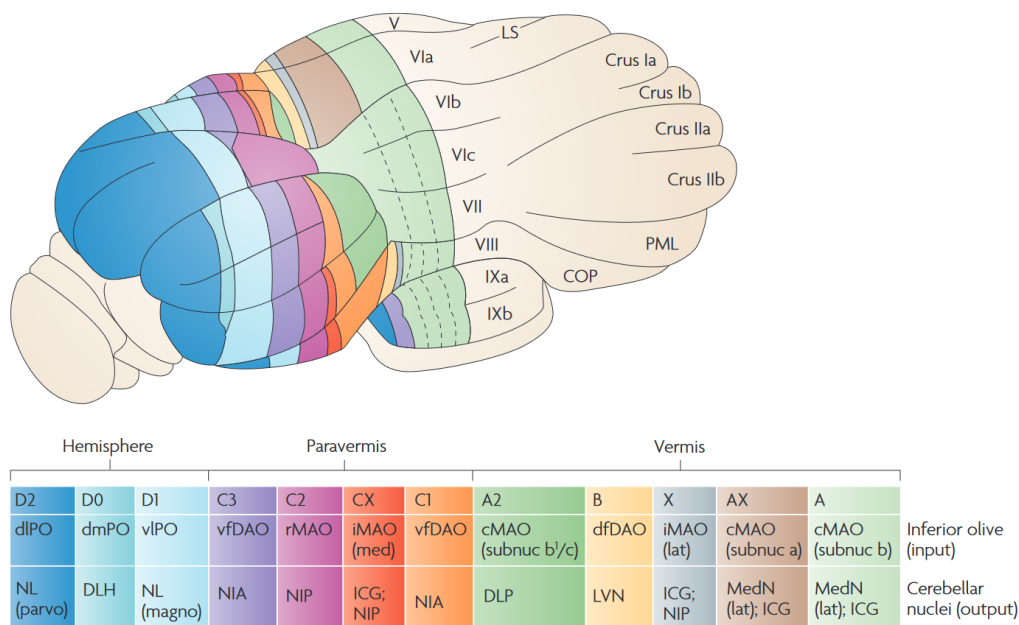 V
LS
VIa
Crus Ia
VIb
Crus Ib
Crus IIa
VIc
Crus IIb
VII
VIII
PML
IXa
COP
IXb
Hemisphere Paravermis Vermis
D2 D0 D1 C3 C2 CX C1 A2 B X AX A
dlPO dmPO vlPO vfDAO rMAO iMAO (med) vfDAO cMAO (subnuc b¹/c) dfDAO iMAO (lat) cMAO (subnuc a) cMAO (subnuc b) Inferior olive (input)
NL (parvo) DLH NL (magno) NIA NIP ICG; NIP NIA DLP LVN ICG; NIP MedN (lat); ICG MedN (lat); ICG Cerebellar nuclei (output)